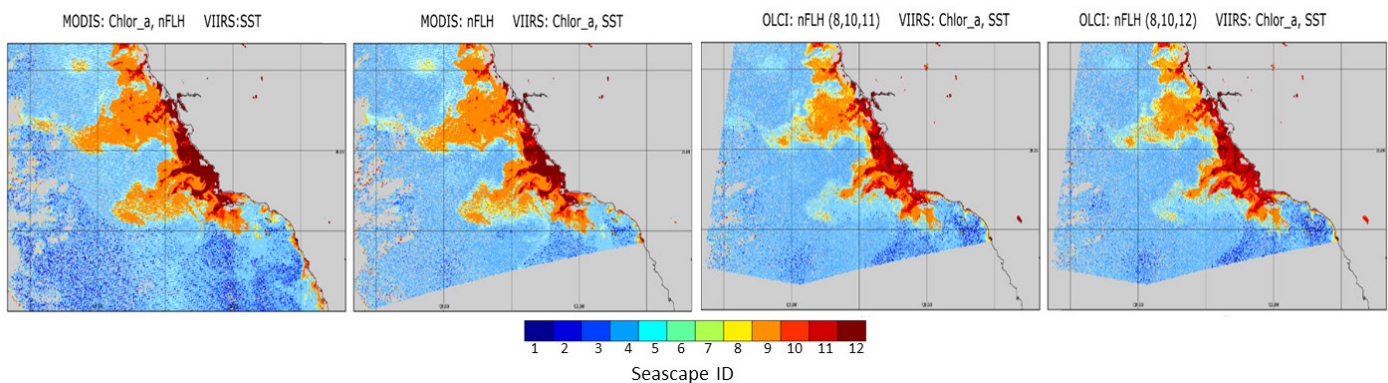 MODIS: Chlor_a, nFLH VIIRS:SST
MODIS: nFLH VIIRS: Chlor_a, SST
OLCI: nFLH (8,10,11) VIIRS: Chlor_a, SST
OLCI: nFLH (8,10,12) VIIRS: Chlor_a, SST
1 2 3 4 5 6 7 8 9 10 11 12
Seascape ID